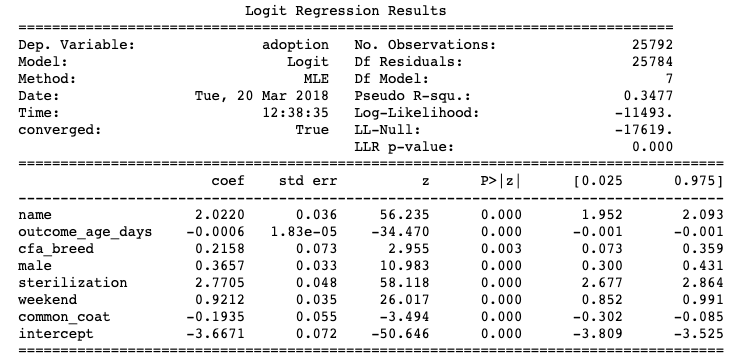 Logit Regression Results
==============================================================================
Dep. Variable: adoption No. Observations: 25792
Model: Logit Df Residuals: 25784
Method: MLE Df Model: 7
Date: Tue, 20 Mar 2018 Pseudo R-squ.: 0.3477
Time: 12:38:35 Log-Likelihood: -11493.
converged: True LL-Null: -17619.
LLR p-value: 0.000
====================================================================================
coef std err z P>|z| [0.025 0.975]
------------------------------------------------------------------------------------
name 2.0220 0.036 56.235 0.000 1.952 2.093
outcome_age_days -0.0006 1.83e-05 -34.470 0.000 -0.001 -0.001
cfa_breed 0.2158 0.073 2.955 0.003 0.073 0.359
male 0.3657 0.033 10.983 0.000 0.300 0.431
sterilization 2.7705 0.048 58.118 0.000 2.677 2.864
weekend 0.9212 0.035 26.017 0.000 0.852 0.991
common_coat -0.1935 0.055 -3.494 0.000 -0.302 -0.085
intercept -3.6671 0.072 -50.646 0.000 -3.809 -3.525
====================================================================================